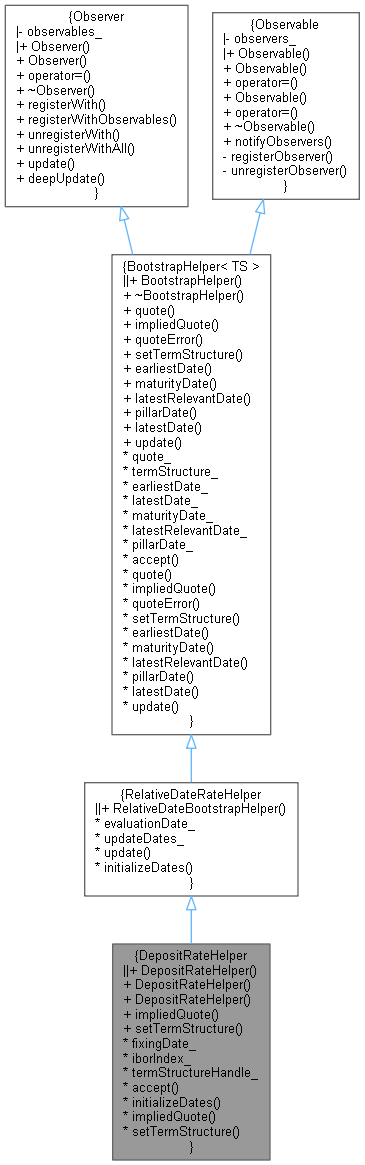 {Observer
|- observables_
|+ Observer()
+ Observer()
+ operator=()
+ ~Observer()
+ registerWith()
+ registerWithObservables()
+ unregisterWith()
+ unregisterWithAll()
+ update()
+ deepUpdate()
}
{Observable
|- observers_
|+ Observable()
+ Observable()
+ operator=()
+ Observable()
+ operator=()
+ ~Observable()
+ notifyObservers()
- registerObserver()
- unregisterObserver()
}
{BootstrapHelper< TS >
||+ BootstrapHelper()
+ ~BootstrapHelper()
+ quote()
+ impliedQuote()
+ quoteError()
+ setTermStructure()
+ earliestDate()
+ maturityDate()
+ latestRelevantDate()
+ pillarDate()
+ latestDate()
+ update()
* quote_
* termStructure_
* earliestDate_
* latestDate_
* maturityDate_
* latestRelevantDate_
* pillarDate_
* accept()
* quote()
* impliedQuote()
* quoteError()
* setTermStructure()
* earliestDate()
* maturityDate()
* latestRelevantDate()
* pillarDate()
* latestDate()
* update()
}
{RelativeDateRateHelper
||+ RelativeDateBootstrapHelper()
* evaluationDate_
* updateDates_
* update()
* initializeDates()
}
{DepositRateHelper
||+ DepositRateHelper()
+ DepositRateHelper()
+ DepositRateHelper()
+ impliedQuote()
+ setTermStructure()
* fixingDate_
* iborIndex_
* termStructureHandle_
* accept()
* initializeDates()
* impliedQuote()
* setTermStructure()
}